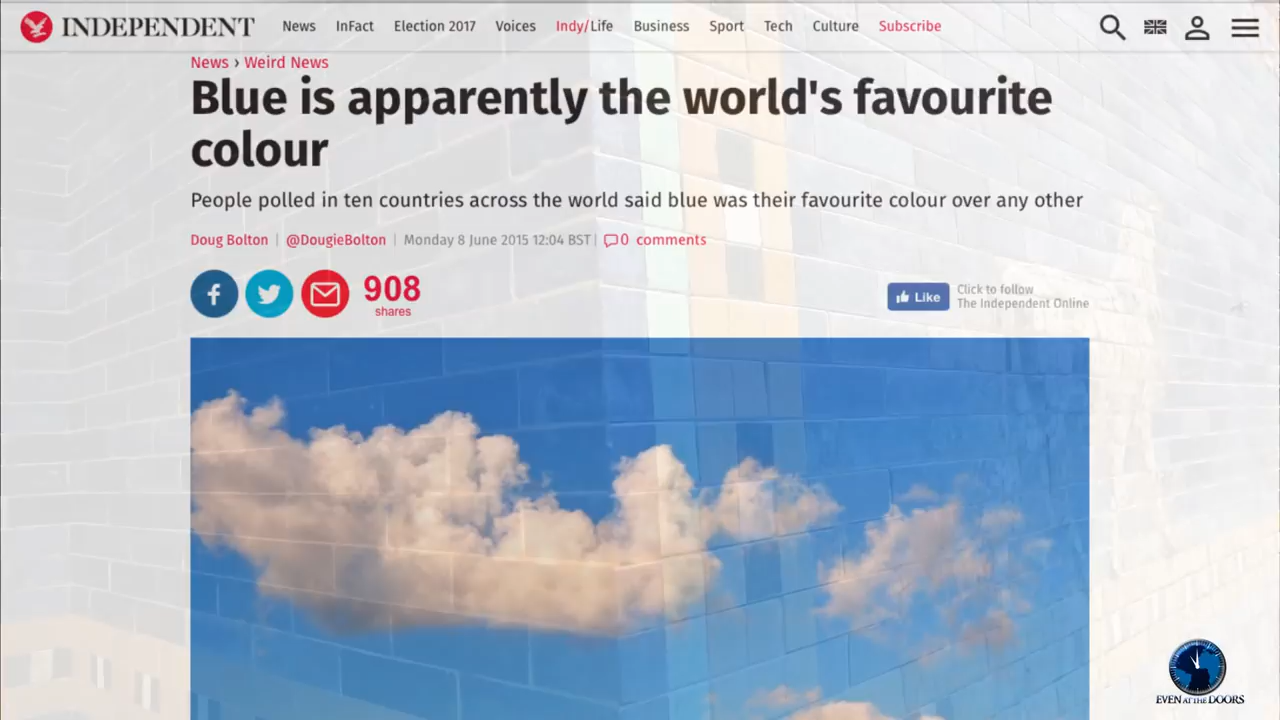 INDEPENDENT News InFact Election 2017 Voices Indy/Life Business Sport Tech Culture Subscribe
News › Weird News
Blue is apparently the world's favourite
colour
People polled in ten countries across the world said blue was their favourite colour over any other
Doug Bolton | @DougieBolton | Monday 8 June 2015 12:04 BST | 0 comments
908
shares
Like
Click to follow
The Independent Online
EVEN AT THE DOORS